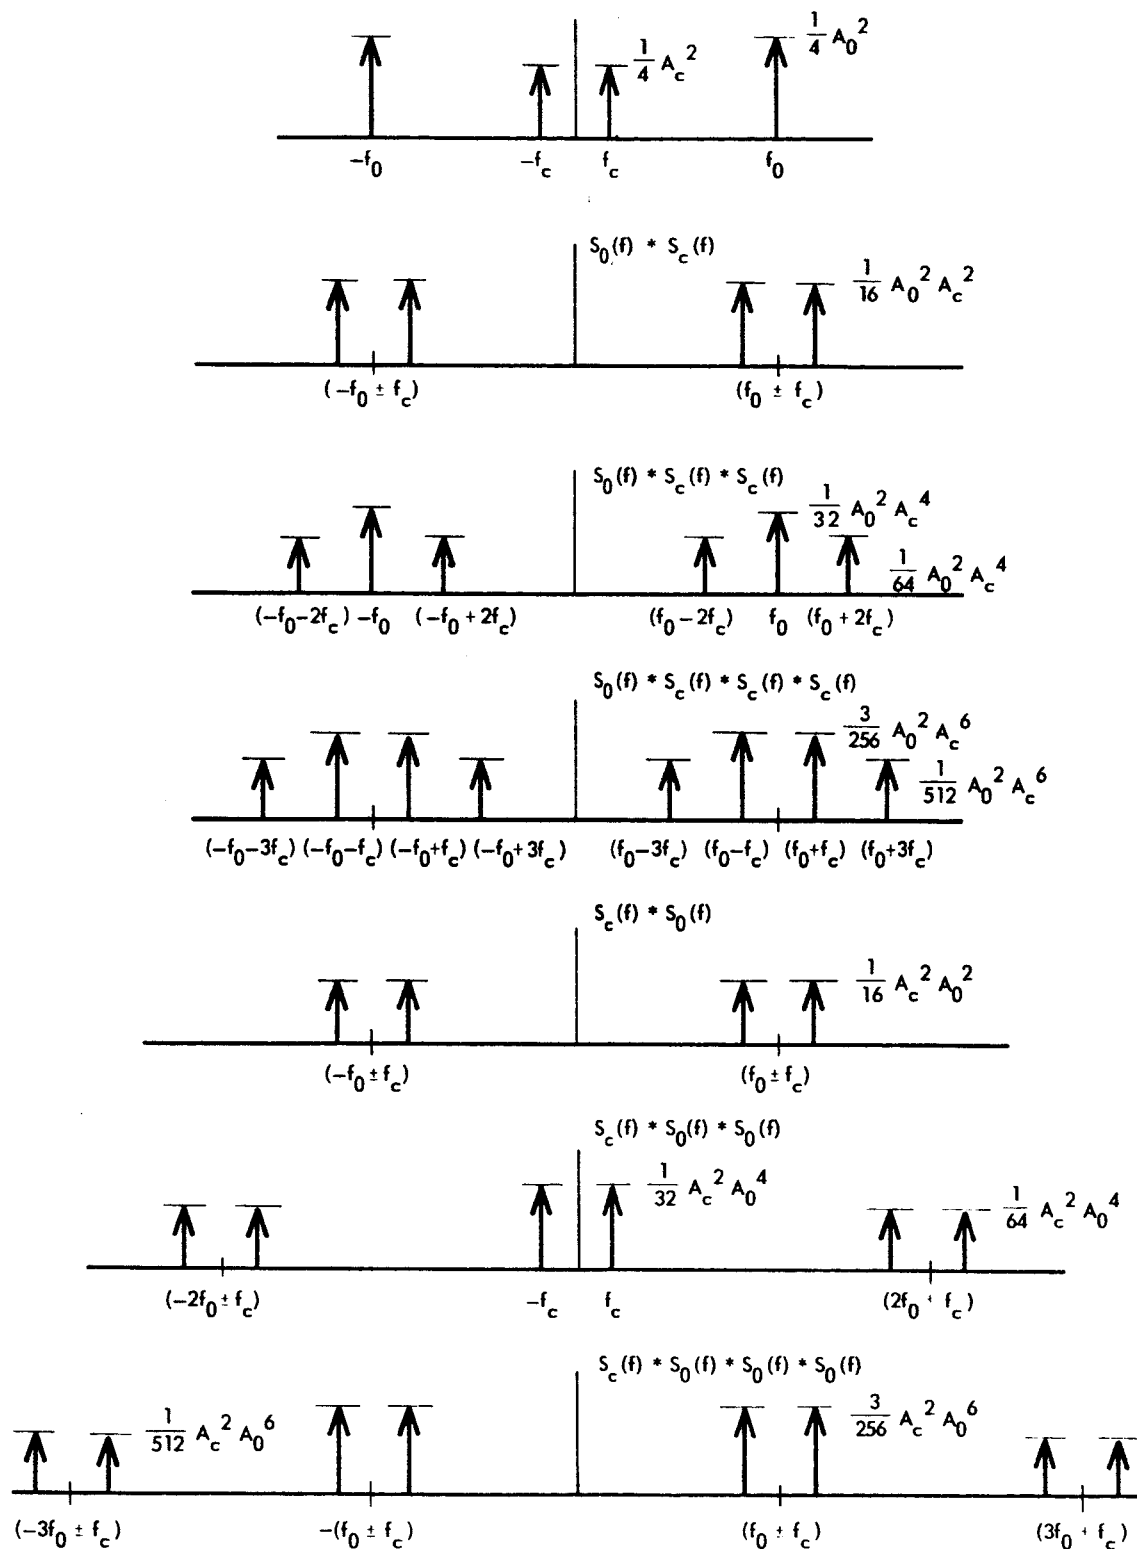 1/4 A_c^2
1/4 A_0^2
-f_0 -f_c f_c f_0
S_0(f) * S_c(f)
1/16 A_0^2 A_c^2
(-f_0 ± f_c) (f_0 ± f_c)
S_0(f) * S_c(f) * S_c(f)
1/32 A_0^2 A_c^4
1/64 A_0^2 A_c^4
(-f_0-2f_c) -f_0 (-f_0+2f_c) (f_0-2f_c) f_0 (f_0+2f_c)
S_0(f) * S_c(f) * S_c(f) * S_c(f)
3/256 A_0^2 A_c^6
1/512 A_0^2 A_c^6
(-f_0-3f_c) (-f_0-f_c) (-f_0+f_c) (-f_0+3f_c) (f_0-3f_c) (f_0-f_c) (f_0+f_c) (f_0+3f_c)
S_c(f) * S_0(f)
1/16 A_c^2 A_0^2
(-f_0 ± f_c) (f_0 ± f_c)
S_c(f) * S_0(f) * S_0(f)
1/32 A_c^2 A_0^4
1/64 A_c^2 A_0^4
(-2f_0 ± f_c) -f_c f_c (2f_0 + f_c)
S_c(f) * S_0(f) * S_0(f) * S_0(f)
1/512 A_c^2 A_0^6
3/256 A_c^2 A_0^6
(-3f_0 ± f_c) -(f_0 ± f_c) (f_0 + f_c) (3f_0 + f_c)